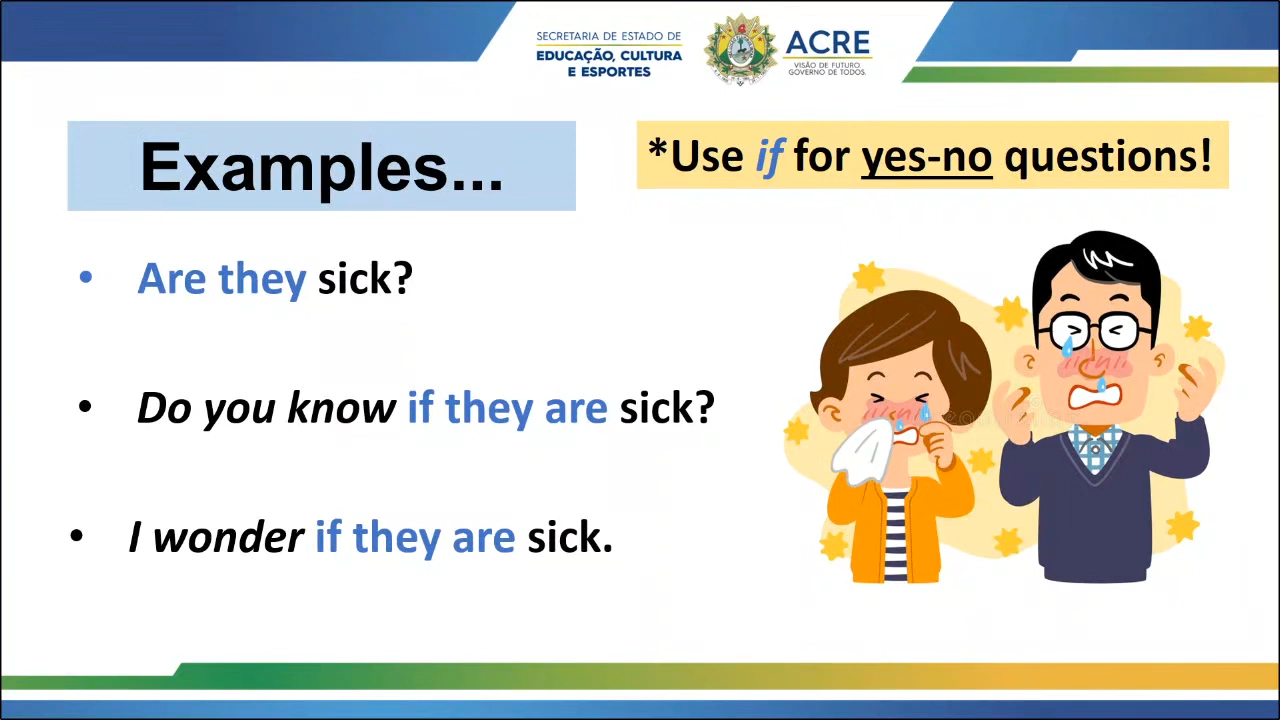 SECRETARIA DE ESTADO DE
EDUCAÇÃO, CULTURA
E ESPORTES
ACRE
VISÃO DE FUTURO
GOVERNO DE TODOS.
Examples...
*Use if for yes-no questions!
• Are they sick?
• Do you know if they are sick?
• I wonder if they are sick.